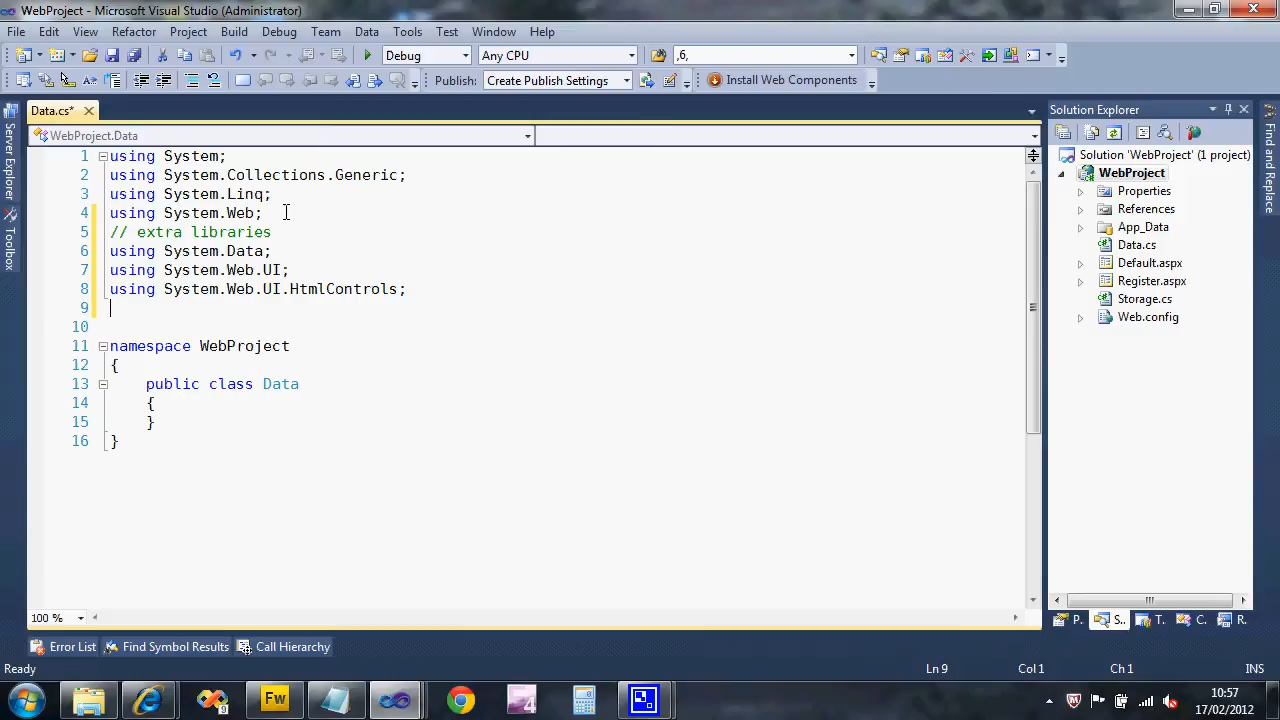 WebProject - Microsoft Visual Studio (Administrator)
File Edit View Refactor Project Build Debug Team Data Tools Test Window Help
Debug Any CPU ,6,
Publish: Create Publish Settings Install Web Components
Data.cs*
WebProject.Data
1 using System;
2 using System.Collections.Generic;
3 using System.Linq;
4 using System.Web;
5 // extra libraries
6 using System.Data;
7 using System.Web.UI;
8 using System.Web.UI.HtmlControls;
9
10
11 namespace WebProject
12 {
13 public class Data
14 {
15 }
16 }
100 %
Server Explorer
Toolbox
Solution Explorer
Solution 'WebProject' (1 project)
WebProject
Properties
References
App_Data
Data.cs
Default.aspx
Register.aspx
Storage.cs
Web.config
P. S.. T. C. R.
Find and Replace
Error List Find Symbol Results Call Hierarchy
Ready Ln 9 Col 1 Ch 1 INS
Fw 4
10:57
17/02/2012